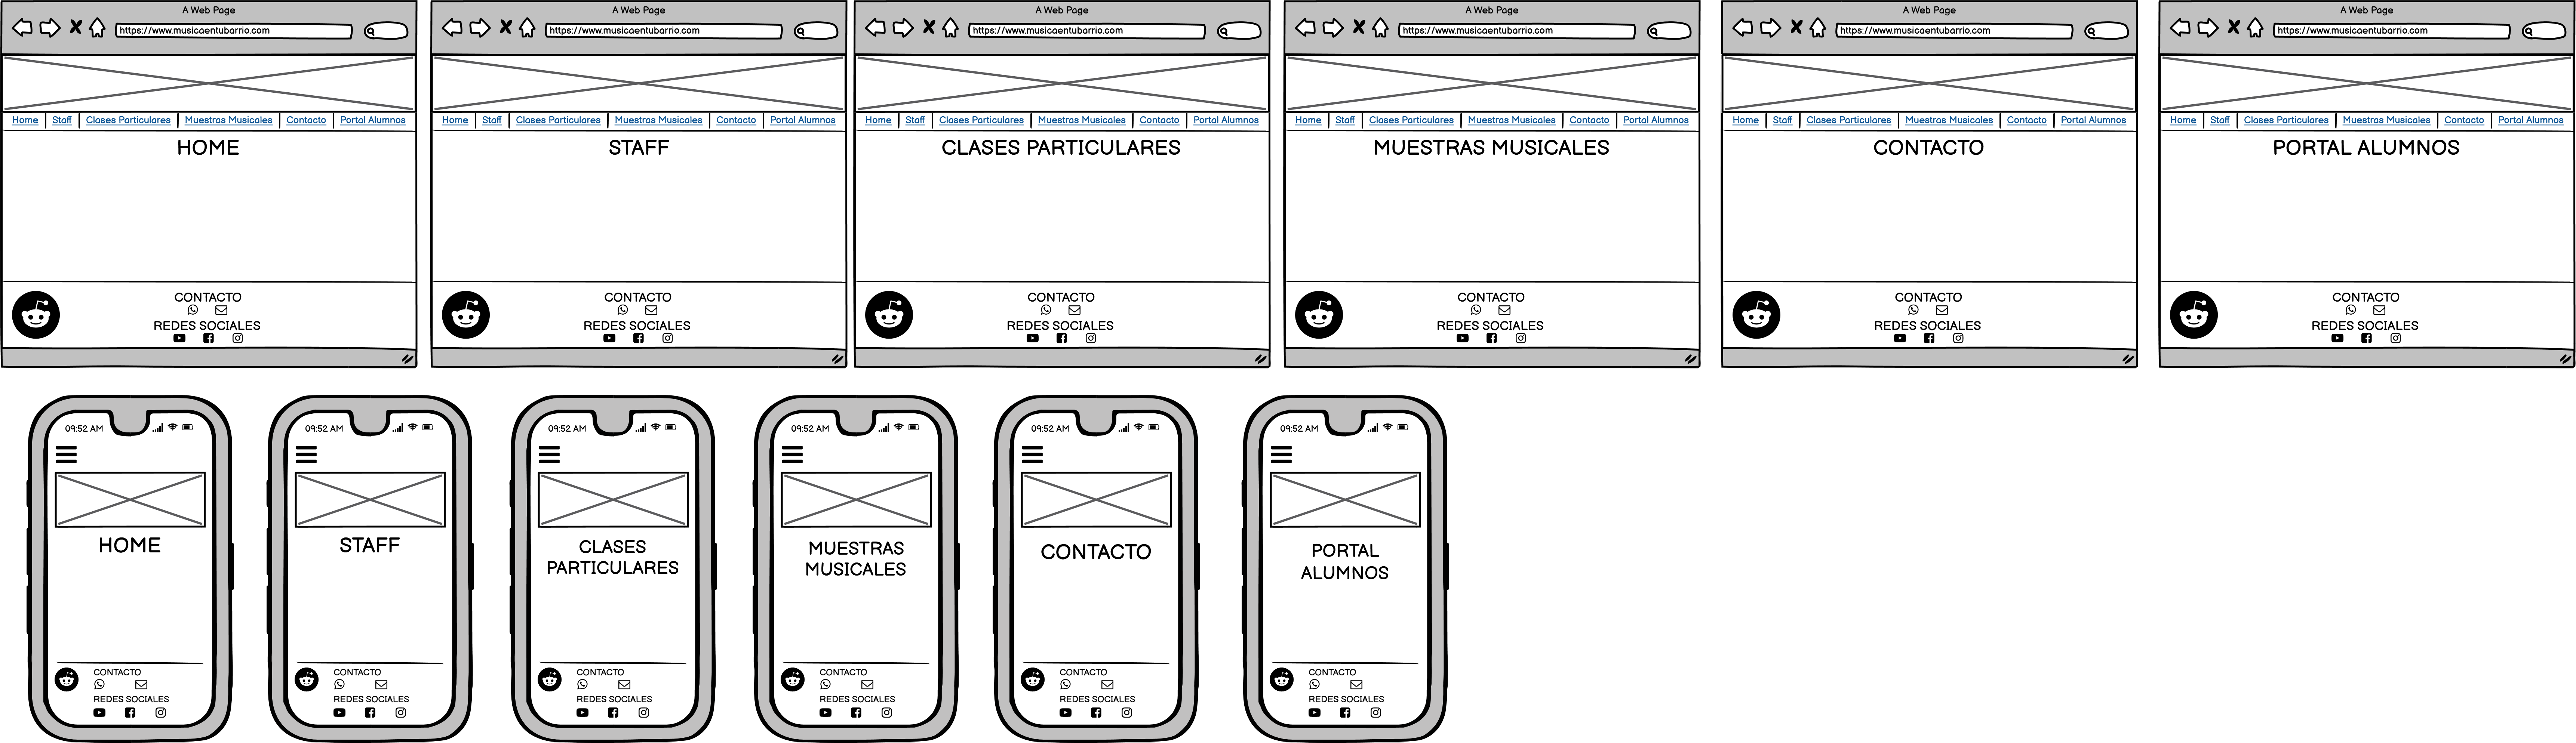 A Web Page
https://www.musicaentubarrio.com
Home Staff Clases Particulares Muestras Musicales Contacto Portal Alumnos
HOME
CONTACTO
REDES SOCIALES
A Web Page
https://www.musicaentubarrio.com
Home Staff Clases Particulares Muestras Musicales Contacto Portal Alumnos
STAFF
CONTACTO
REDES SOCIALES
A Web Page
https://www.musicaentubarrio.com
Home Staff Clases Particulares Muestras Musicales Contacto Portal Alumnos
CLASES PARTICULARES
CONTACTO
REDES SOCIALES
A Web Page
https://www.musicaentubarrio.com
Home Staff Clases Particulares Muestras Musicales Contacto Portal Alumnos
MUESTRAS MUSICALES
CONTACTO
REDES SOCIALES
A Web Page
https://www.musicaentubarrio.com
Home Staff Clases Particulares Muestras Musicales Contacto Portal Alumnos
CONTACTO
CONTACTO
REDES SOCIALES
A Web Page
https://www.musicaentubarrio.com
Home Staff Clases Particulares Muestras Musicales Contacto Portal Alumnos
PORTAL ALUMNOS
CONTACTO
REDES SOCIALES
09:52 AM
HOME
CONTACTO
REDES SOCIALES
09:52 AM
STAFF
CONTACTO
REDES SOCIALES
09:52 AM
CLASES
PARTICULARES
CONTACTO
REDES SOCIALES
09:52 AM
MUESTRAS
MUSICALES
CONTACTO
REDES SOCIALES
09:52 AM
CONTACTO
CONTACTO
REDES SOCIALES
09:52 AM
PORTAL
ALUMNOS
CONTACTO
REDES SOCIALES